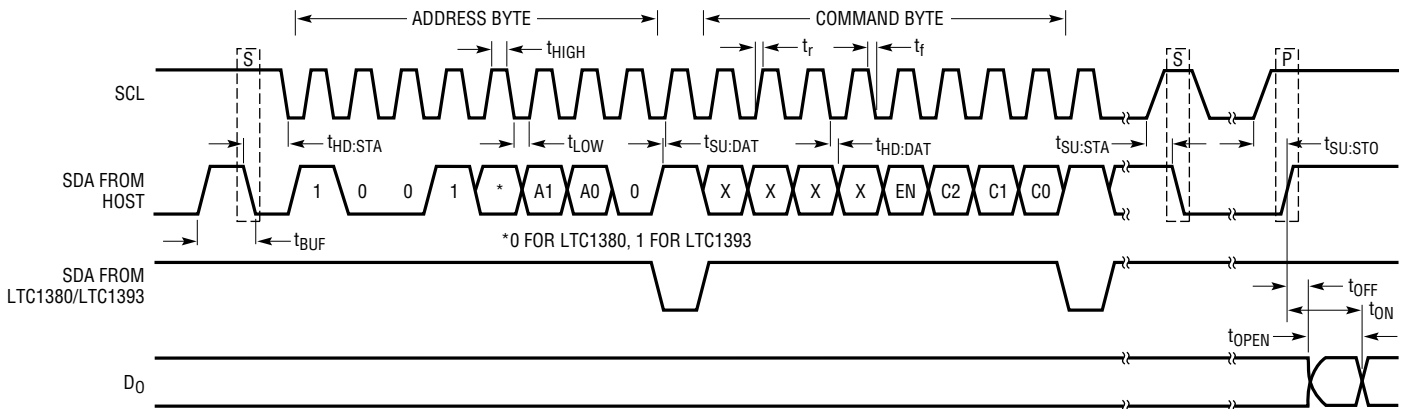 ADDRESS BYTE COMMAND BYTE
tHIGH tr tf
S S P
SCL
tHD:STA tLOW tSU:DAT tHD:DAT tSU:STA tSU:STO
SDA FROM
HOST
1 0 0 1 * A1 A0 0 X X X X EN C2 C1 C0
tBUF
*0 FOR LTC1380, 1 FOR LTC1393
SDA FROM
LTC1380/LTC1393
tOFF
tON
tOPEN
DO